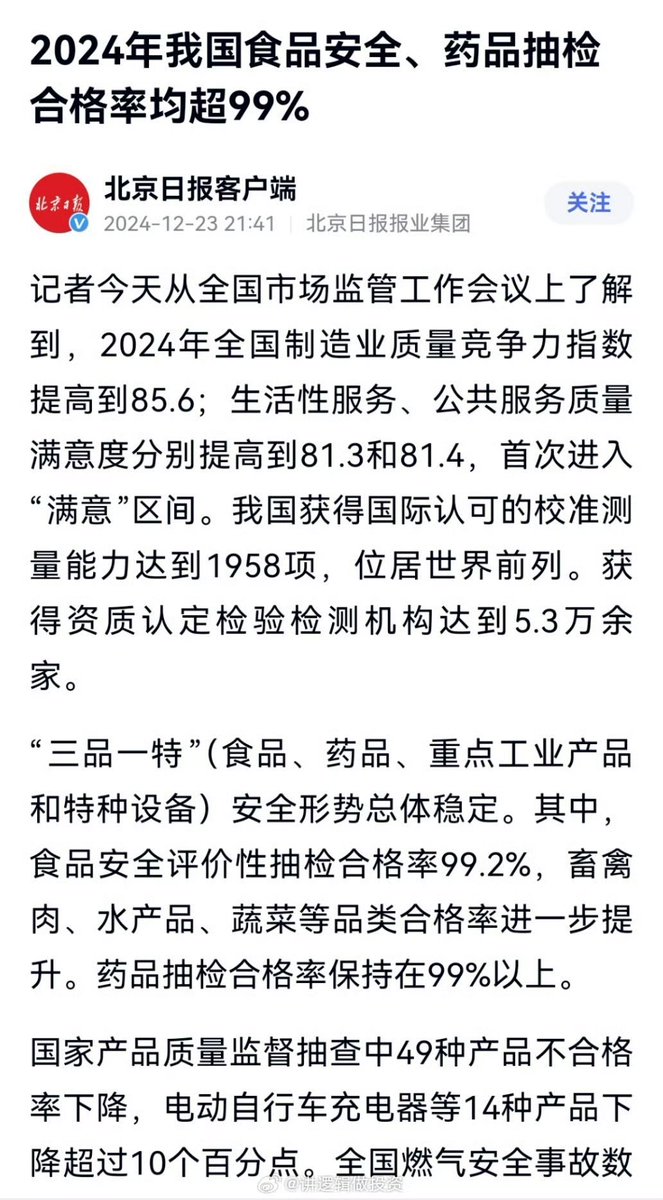 2024年我国食品安全、药品抽检
合格率均超99%
北京日报
北京日报客户端
关注
2024-12-23 21:41 | 北京日报报业集团
记者今天从全国市场监管工作会议上了解
到，2024年全国制造业质量竞争力指数
提高到85.6；生活性服务、公共服务质量
满意度分别提高到81.3和81.4，首次进入
“满意”区间。我国获得国际认可的校准测
量能力达到1958项，位居世界前列。获
得资质认定检验检测机构达到5.3万余
家。
“三品一特”（食品、药品、重点工业产品
和特种设备）安全形势总体稳定。其中，
食品安全评价性抽检合格率99.2%，畜禽
肉、水产品、蔬菜等品类合格率进一步提
升。药品抽检合格率保持在99%以上。
国家产品质量监督抽查中49种产品不合格
率下降，电动自行车充电器等14种产品下
降超过10个百分点。全国燃气安全事故数
@讲逻辑做投资